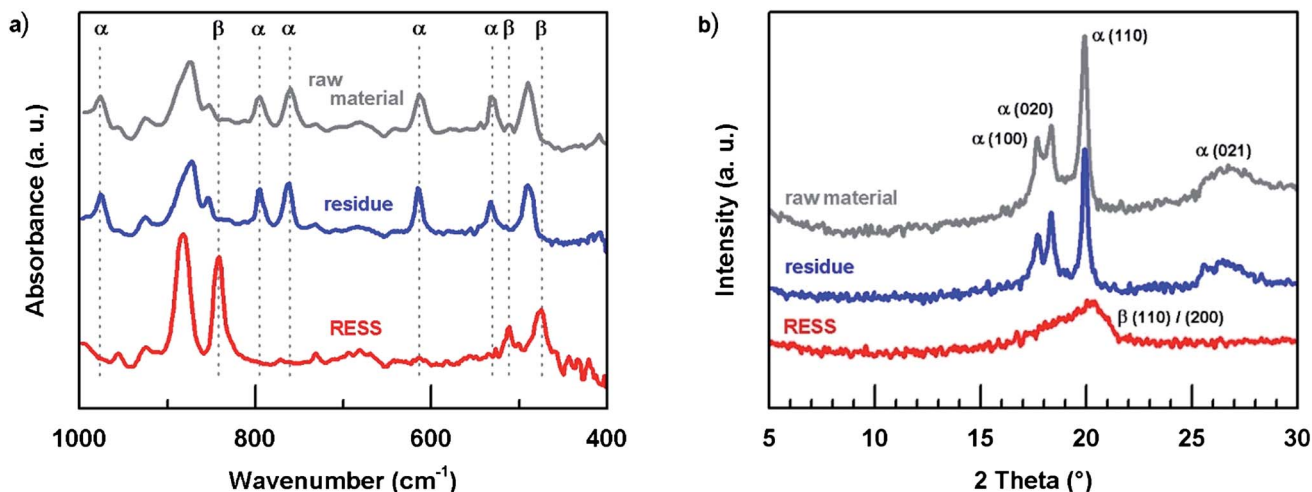 a)
α β α α α α β β
raw
material
residue
RESS
Absorbance (a. u.)
1000 800 600 400
Wavenumber (cm⁻¹)
b)
α (110)
α (020)
α (100)
α (021)
raw material
residue
RESS
β (110) / (200)
Intensity (a. u.)
5 10 15 20 25 30
2 Theta (°)